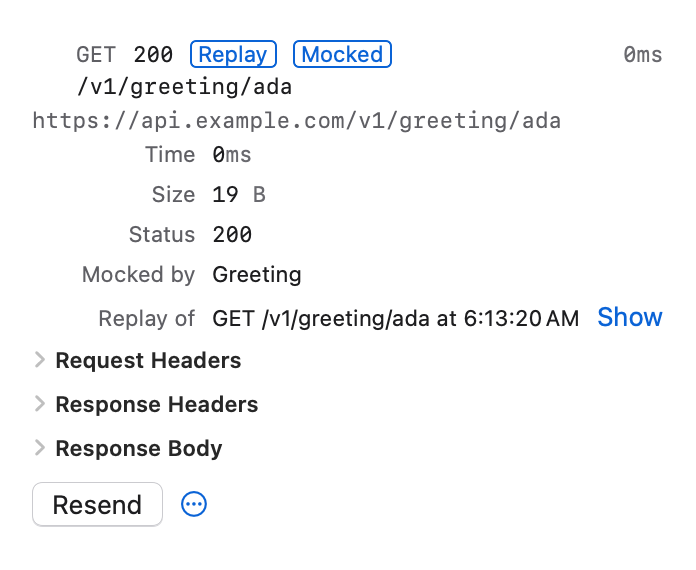 GET 200 Replay Mocked 0ms
/v1/greeting/ada
https://api.example.com/v1/greeting/ada
Time 0ms
Size 19 B
Status 200
Mocked by Greeting
Replay of GET /v1/greeting/ada at 6:13:20 AM Show
Request Headers
Response Headers
Response Body
Resend